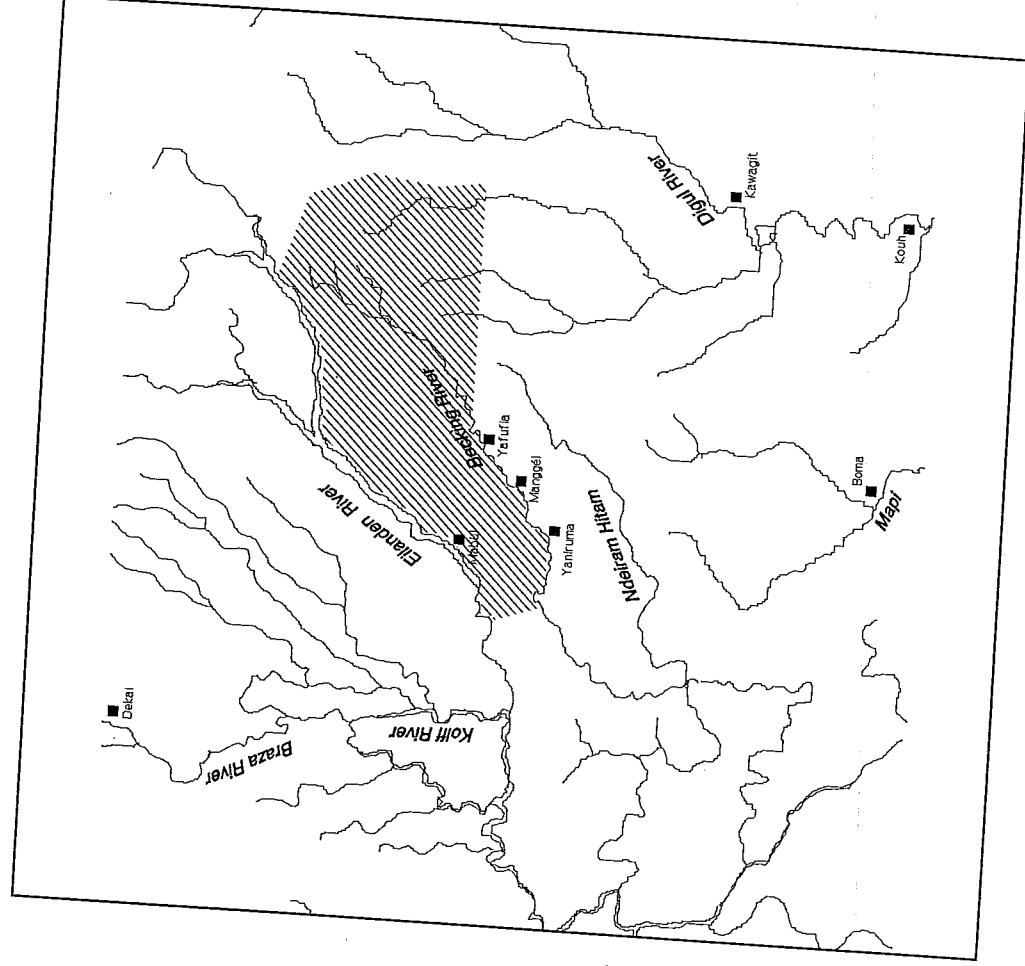 Dekai
Braza River
Kolff River
Eilanden River
Becking River
Yafufla
Manggél
Yaniruma
Ndeiram Hitam
Digul River
Kawagit
Kouh
Boma
Mapi